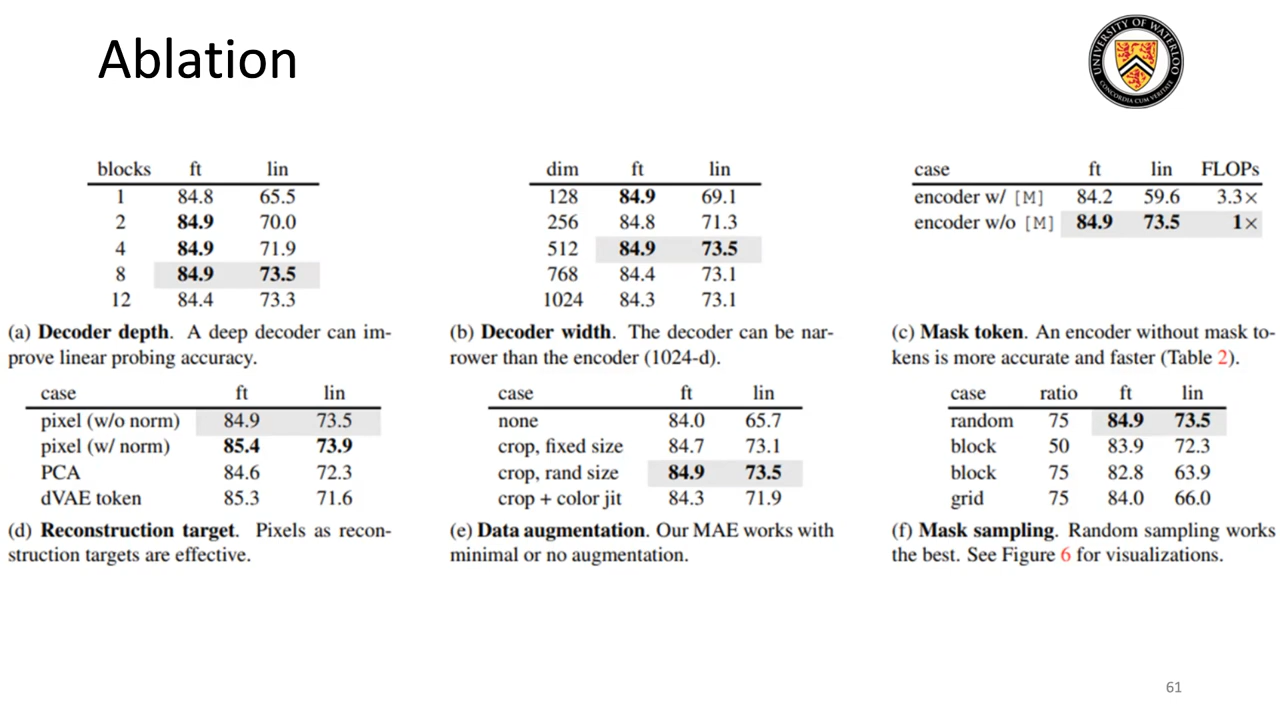 Ablation
UNIVERSITY OF WATERLOO
CONCORDIA CUM VERITATE
blocks ft lin
1 84.8 65.5
2 84.9 70.0
4 84.9 71.9
8 84.9 73.5
12 84.4 73.3
(a) Decoder depth. A deep decoder can im-
prove linear probing accuracy.
dim ft lin
128 84.9 69.1
256 84.8 71.3
512 84.9 73.5
768 84.4 73.1
1024 84.3 73.1
(b) Decoder width. The decoder can be nar-
rower than the encoder (1024-d).
case ft lin FLOPs
encoder w/ [M] 84.2 59.6 3.3×
encoder w/o [M] 84.9 73.5 1×
(c) Mask token. An encoder without mask to-
kens is more accurate and faster (Table 2).
case ft lin
pixel (w/o norm) 84.9 73.5
pixel (w/ norm) 85.4 73.9
PCA 84.6 72.3
dVAE token 85.3 71.6
(d) Reconstruction target. Pixels as recon-
struction targets are effective.
case ft lin
none 84.0 65.7
crop, fixed size 84.7 73.1
crop, rand size 84.9 73.5
crop + color jit 84.3 71.9
(e) Data augmentation. Our MAE works with
minimal or no augmentation.
case ratio ft lin
random 75 84.9 73.5
block 50 83.9 72.3
block 75 82.8 63.9
grid 75 84.0 66.0
(f) Mask sampling. Random sampling works
the best. See Figure 6 for visualizations.
61